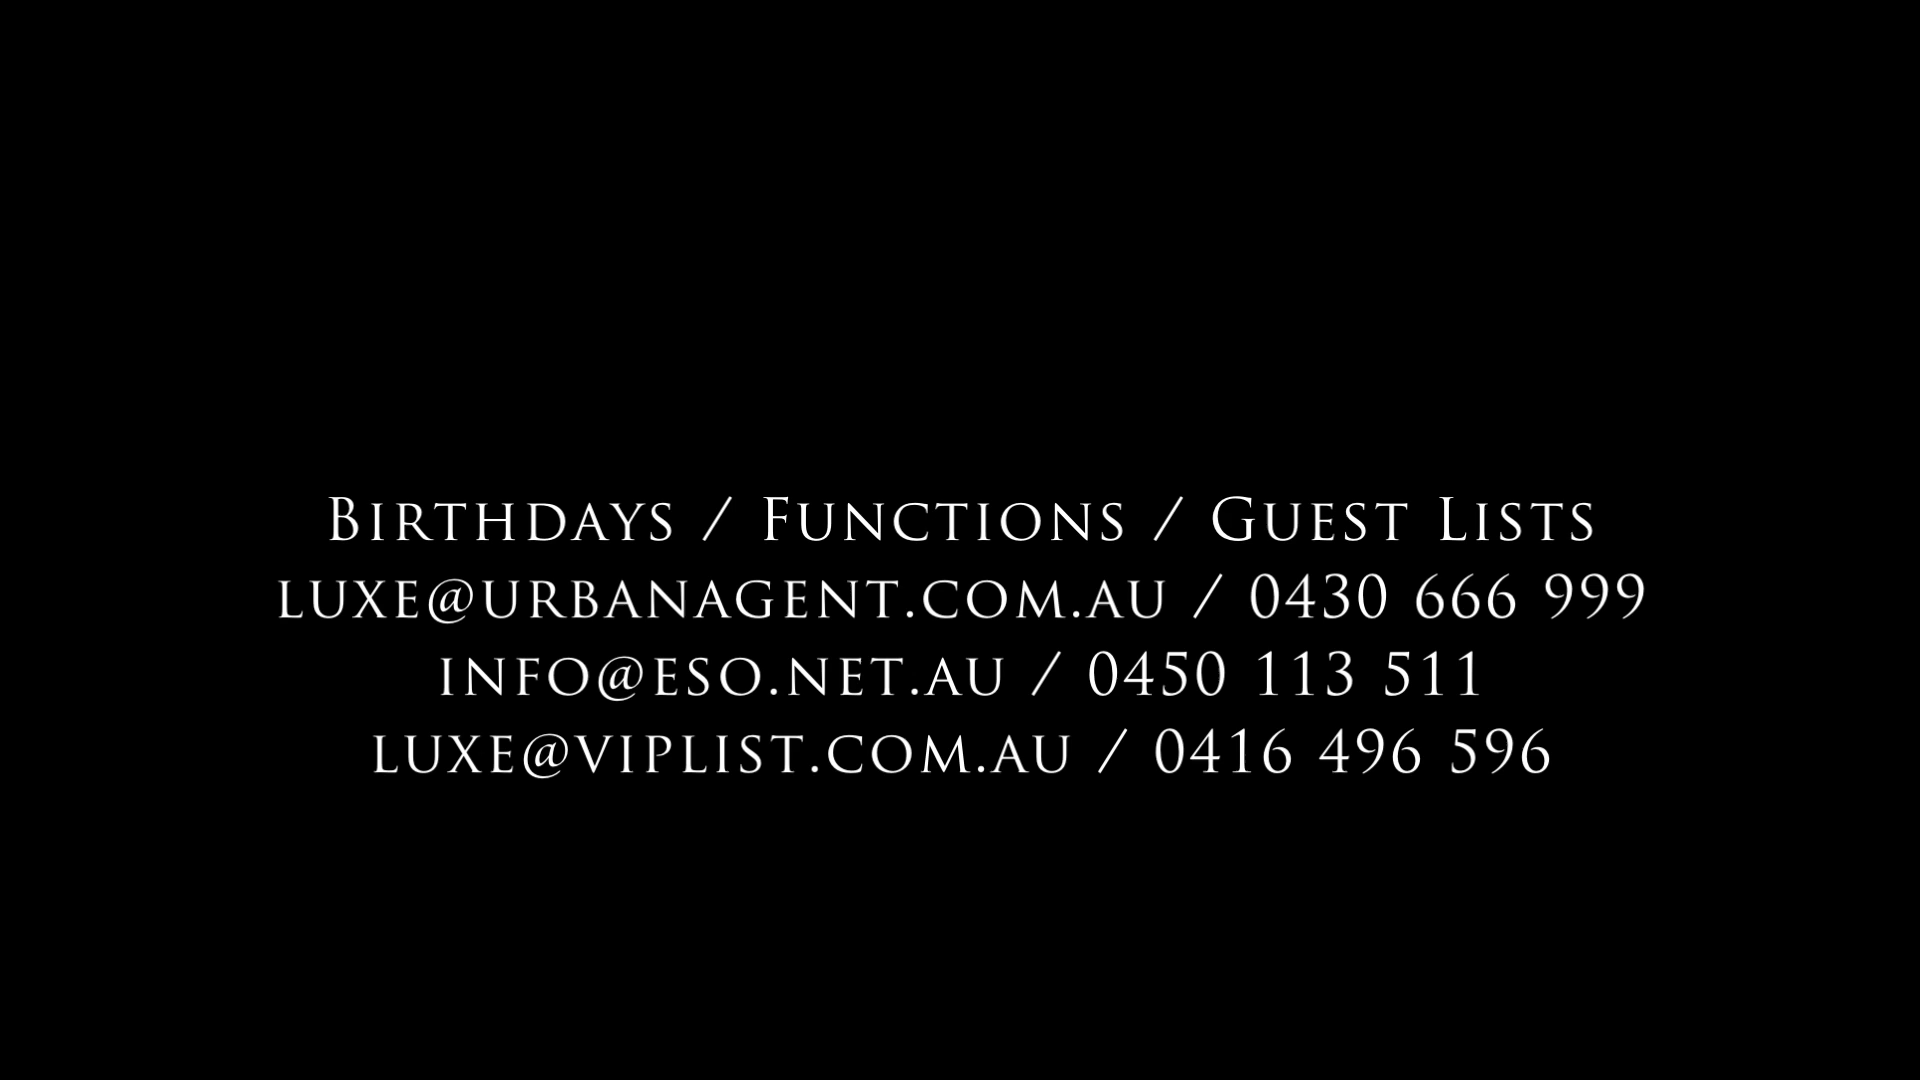 Birthdays / Functions / Guest Lists
luxe@urbanagent.com.au / 0430 666 999
info@eso.net.au / 0450 113 511
luxe@viplist.com.au / 0416 496 596